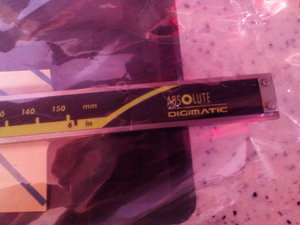 ABSOLUTE
DIGIMATIC
140 150 mm
6 in